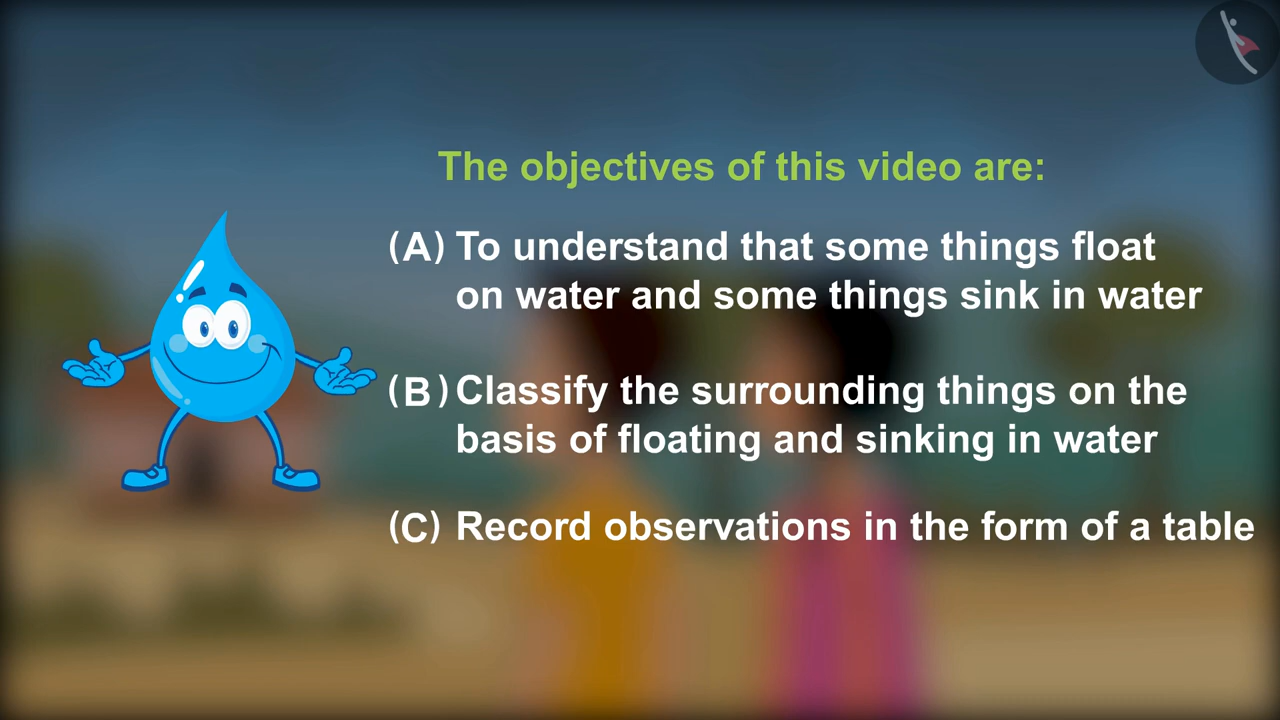 The objectives of this video are:
(A) To understand that some things float
on water and some things sink in water
(B) Classify the surrounding things on the
basis of floating and sinking in water
(C) Record observations in the form of a table